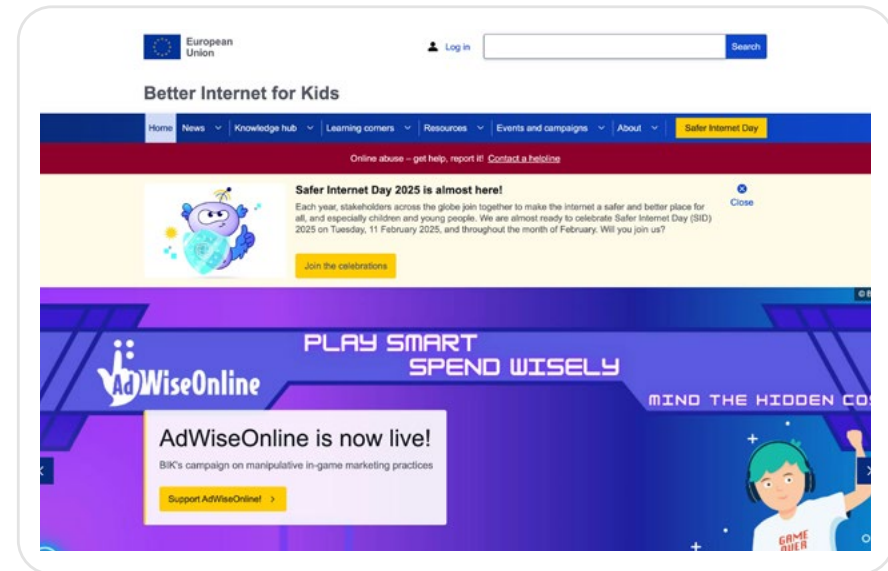 European
Union
Log in
Search
Better Internet for Kids
Home News Knowledge hub Learning corners Resources Events and campaigns About Safer Internet Day
Online abuse – get help, report it! Contact a helpline
Safer Internet Day 2025 is almost here!
Close
Each year, stakeholders across the globe join together to make the internet a safer and better place for
all, and especially children and young people. We are almost ready to celebrate Safer Internet Day (SID)
2025 on Tuesday, 11 February 2025, and throughout the month of February. Will you join us?
Join the celebrations
PLAY SMART
SPEND WISELY
AdWiseOnline
MIND THE HIDDEN
AdWiseOnline is now live!
BIK's campaign on manipulative in-game marketing practices
Support AdWiseOnline!
GAME
OVER